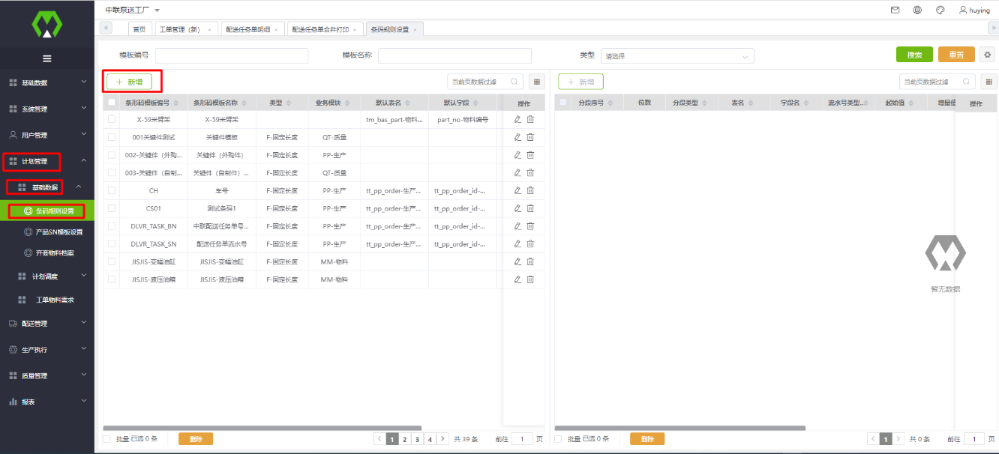 中联泵送工厂
huying
首页 工单管理（新） × 配送任务单明细 × 配送任务单合并打印 × 条码规则设置 ×
模板编号 模板名称 类型 请选择 搜索 重置
基础数据
系统管理
用户管理
计划管理
基础数据
条码规则设置
产品SN模板设置
齐套物料档案
计划调度
工单物料需求
配送管理
生产执行
质量管理
报表
+ 新增 当前页数据过滤
条形码模板编号 条形码模板名称 类型 业务模块 默认表名 默认字段 操作
X-59米臂架 X-59米臂架 tm_bas_part-物料... part_no-物料编号
001关键件测试 关键件模板 F-固定长度 QT-质量
002-关键件（外购... 关键件（外购件） F-固定长度 PP-生产
003-关键件（自制... 关键件（自制件）... F-固定长度 QT-质量
CH 车号 F-固定长度 PP-生产 tt_pp_order-生产... tt_pp_order_id-...
CS01 测试条码1 F-固定长度 PP-生产 tt_pp_order-生产... tt_pp_order_id-...
DLVR_TASK_BN 中联配送任务单号... F-固定长度 PP-生产 tt_pp_order-生产... tt_pp_order_id-...
DLVR_TASK_SN 配送任务单流水号 F-固定长度 PP-生产 tt_pp_order-生产... tt_pp_order_id-...
JISJIS-变幅油缸 JISJIS-变幅油缸 F-固定长度 MM-物料
JISJIS-液压油箱 JISJIS-液压油箱 F-固定长度 MM-物料
批量 已选 0 条 删除 1 2 3 4 共 39 条 前往 1 页
+ 新增 当前页数据过滤
分段序号 位数 分段类型 表名 字段名 流水号类型... 起始值 增量值 操作
暂无数据
批量 已选 0 条 删除 1 共 0 条 前往 1 页